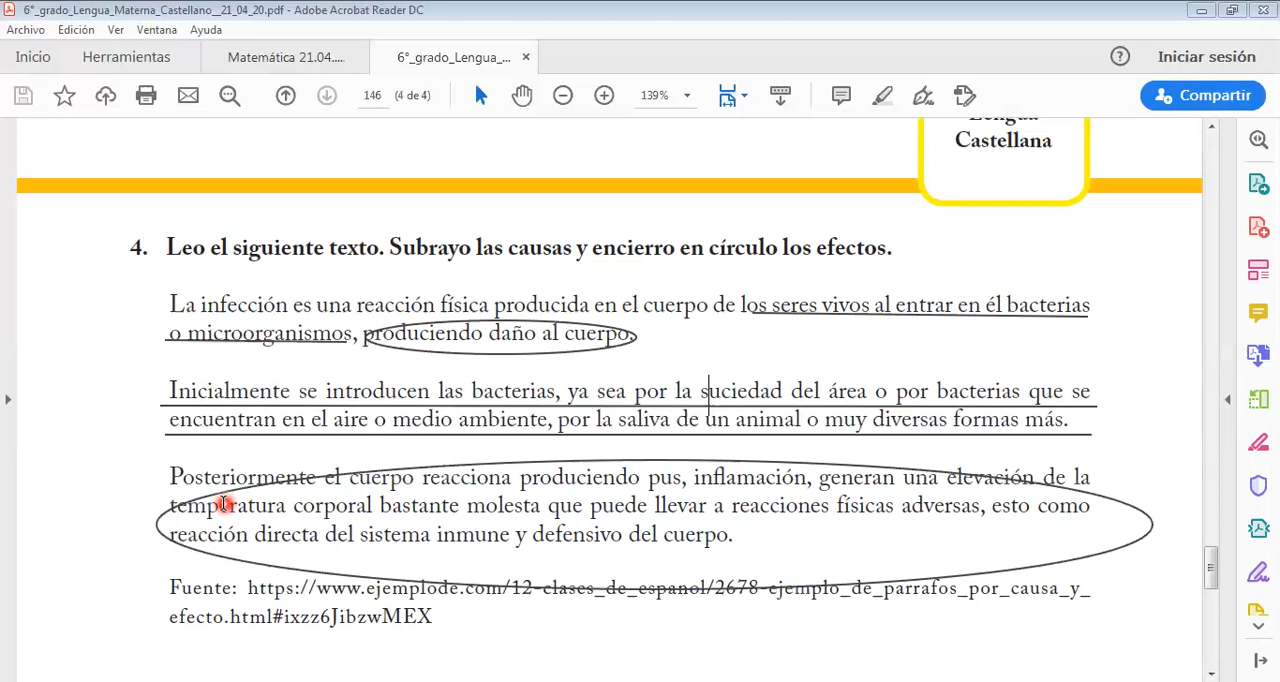 6°_grado_Lengua_Materna_Castellano__21_04_20.pdf - Adobe Acrobat Reader DC
Archivo Edición Ver Ventana Ayuda
Inicio Herramientas Matemática 21.04.... 6°_grado_Lengua_... × Iniciar sesión
146 (4 de 4) 139% Compartir
Lengua
Castellana
4. Leo el siguiente texto. Subrayo las causas y encierro en círculo los efectos.
La infección es una reacción física producida en el cuerpo de los seres vivos al entrar en él bacterias
o microorganismos, produciendo daño al cuerpo.
Inicialmente se introducen las bacterias, ya sea por la suciedad del área o por bacterias que se
encuentran en el aire o medio ambiente, por la saliva de un animal o muy diversas formas más.
Posteriormente el cuerpo reacciona produciendo pus, inflamación, generan una elevación de la
temperatura corporal bastante molesta que puede llevar a reacciones físicas adversas, esto como
reacción directa del sistema inmune y defensivo del cuerpo.
Fuente: https://www.ejemplode.com/12-clases_de_espanol/2678-ejemplo_de_parrafos_por_causa_y_
efecto.html#ixzz6JibzwMEX